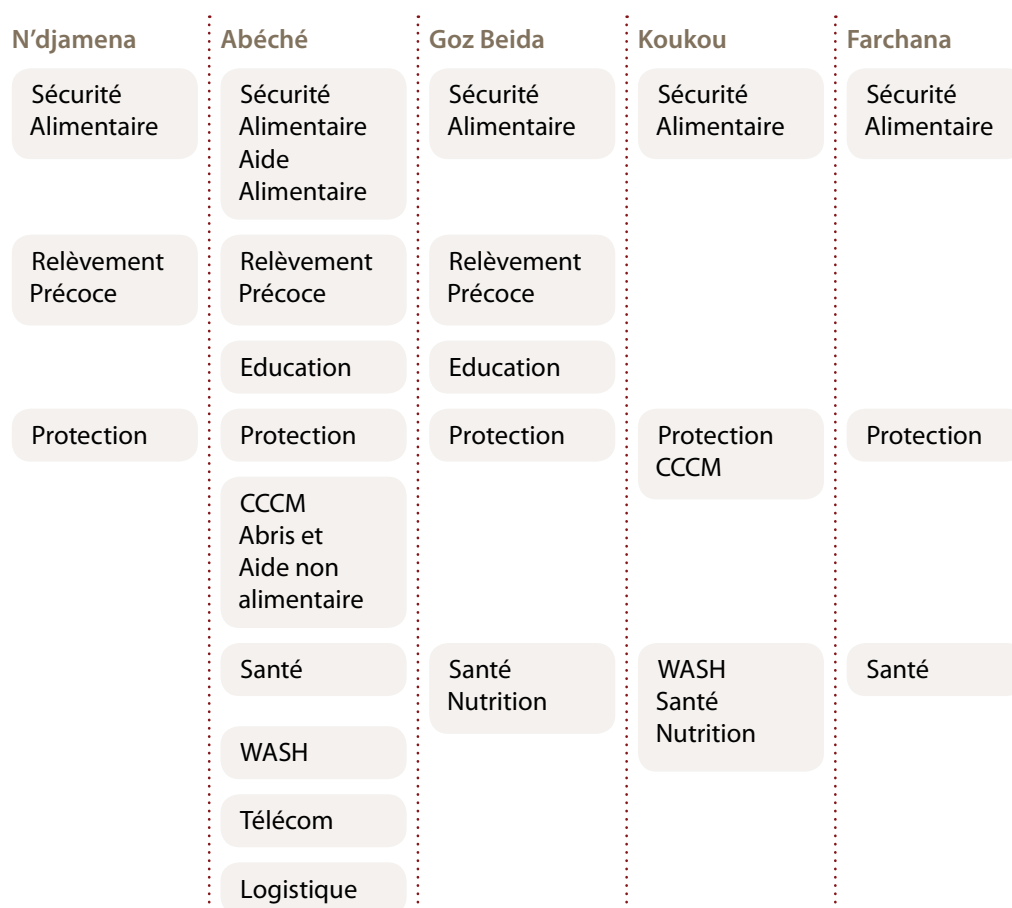 N'djamena
Sécurité
Alimentaire
Relèvement
Précoce
Protection
Abéché
Sécurité
Alimentaire
Aide
Alimentaire
Relèvement
Précoce
Education
Protection
CCCM
Abris et
Aide non
alimentaire
Santé
WASH
Télécom
Logistique
Goz Beida
Sécurité
Alimentaire
Relèvement
Précoce
Education
Protection
Santé
Nutrition
Koukou
Sécurité
Alimentaire
Protection
CCCM
WASH
Santé
Nutrition
Farchana
Sécurité
Alimentaire
Protection
Santé